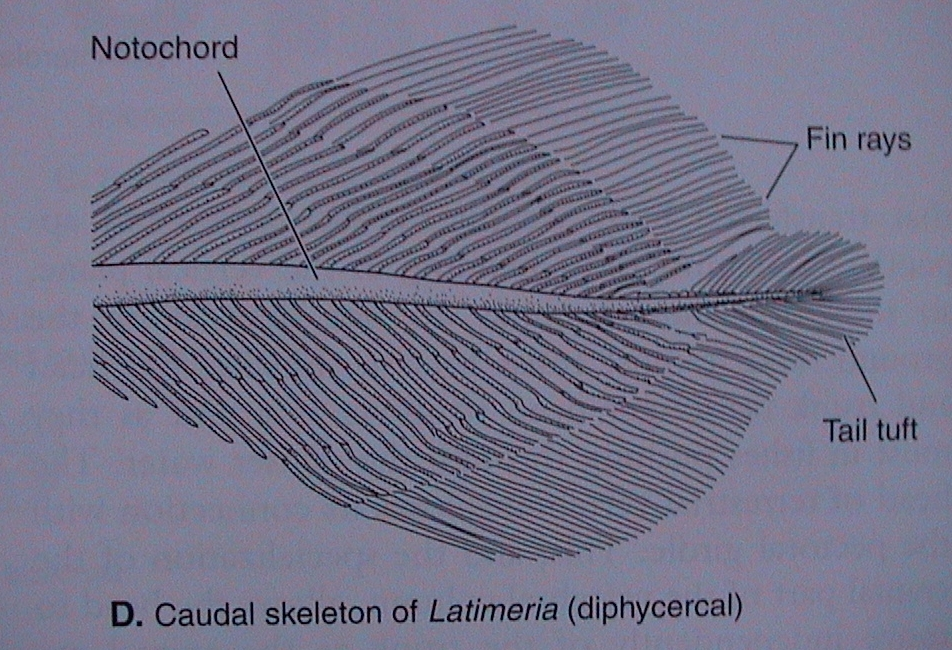 Notochord
Fin rays
Tail tuft
D. Caudal skeleton of Latimeria (diphycercal)